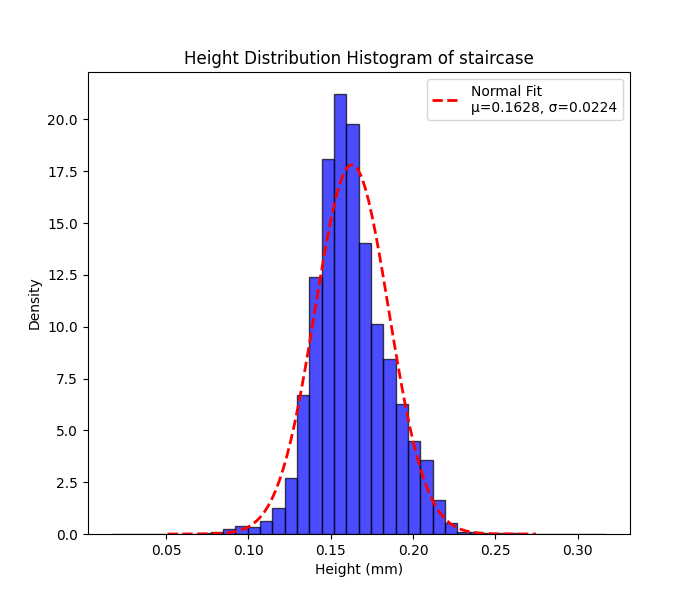 Height Distribution Histogram of staircase
Normal Fit
μ=0.1628, σ=0.0224
Density
20.0
17.5
15.0
12.5
10.0
7.5
5.0
2.5
0.0
0.05 0.10 0.15 0.20 0.25 0.30
Height (mm)